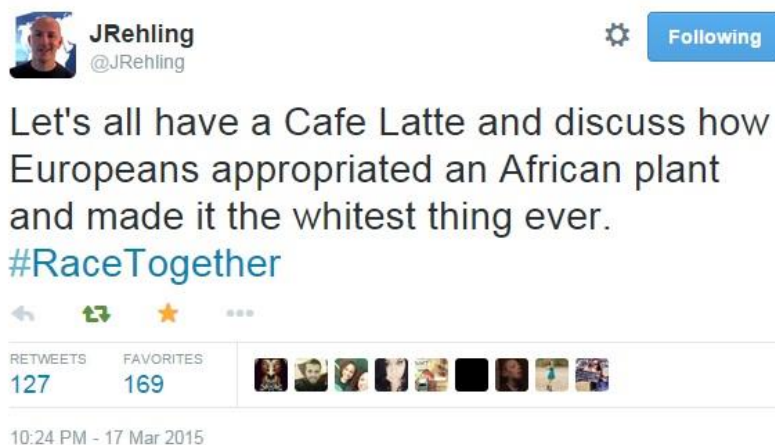 JRehling
@JRehling
Following
Let's all have a Cafe Latte and discuss how
Europeans appropriated an African plant
and made it the whitest thing ever.
#RaceTogether
RETWEETS FAVORITES
127 169
10:24 PM - 17 Mar 2015